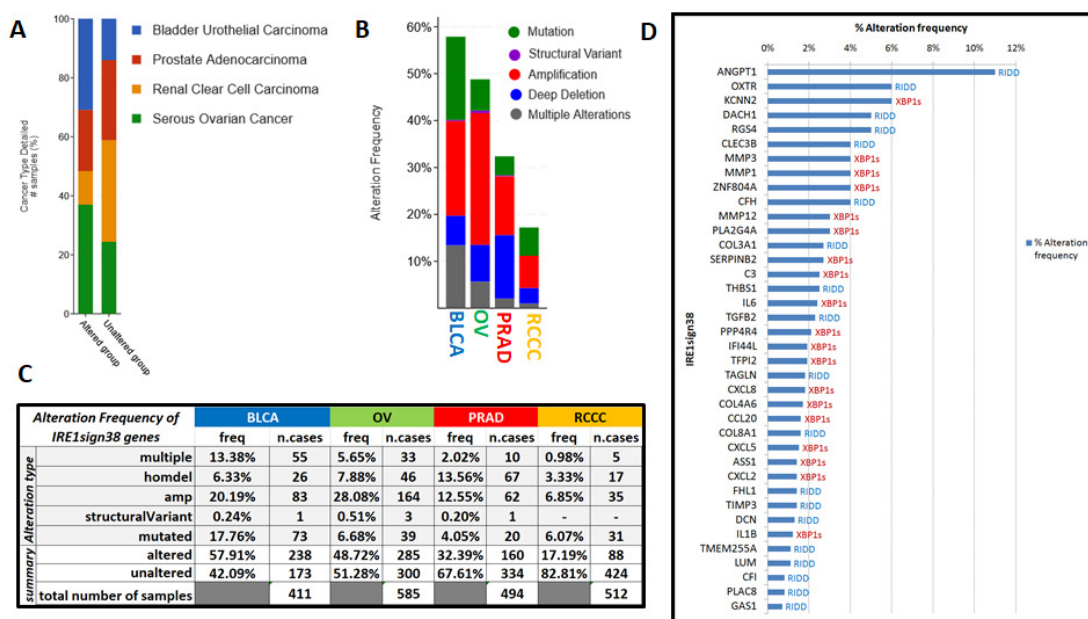 A
100
80
60
40
20
0
Cancer Type Detailed
# samples (%)
Altered group
Unaltered group
Bladder Urothelial Carcinoma
Prostate Adenocarcinoma
Renal Clear Cell Carcinoma
Serous Ovarian Cancer
B
60%
50%
40%
30%
20%
10%
Alteration Frequency
Mutation
Structural Variant
Amplification
Deep Deletion
Multiple Alterations
BLCA
OV
PRAD
RCCC
C
Alteration Frequency of BLCA OV PRAD RCCC
IRE1sign38 genes freq n.cases freq n.cases freq n.cases freq n.cases
Alteration type
multiple 13.38% 55 5.65% 33 2.02% 10 0.98% 5
homdel 6.33% 26 7.88% 46 13.56% 67 3.33% 17
amp 20.19% 83 28.08% 164 12.55% 62 6.85% 35
structuralVariant 0.24% 1 0.51% 3 0.20% 1 - -
mutated 17.76% 73 6.68% 39 4.05% 20 6.07% 31
summary
altered 57.91% 238 48.72% 285 32.39% 160 17.19% 88
unaltered 42.09% 173 51.28% 300 67.61% 334 82.81% 424
total number of samples 411 585 494 512
D
% Alteration frequency
0% 2% 4% 6% 8% 10% 12%
IRE1sign38
ANGPT1 RIDD
OXTR RIDD
KCNN2 XBP1s
DACH1 RIDD
RGS4 RIDD
CLEC3B RIDD
MMP3 XBP1s
MMP1 XBP1s
ZNF804A XBP1s
CFH RIDD
MMP12 XBP1s
PLA2G4A XBP1s
COL3A1 RIDD
SERPINB2 XBP1s
C3 XBP1s
THBS1 RIDD
IL6 XBP1s
TGFB2 RIDD
PPP4R4 XBP1s
IFI44L XBP1s
TFPI2 XBP1s
TAGLN RIDD
CXCL8 XBP1s
COL4A6 XBP1s
CCL20 XBP1s
COL8A1 RIDD
CXCL5 XBP1s
ASS1 XBP1s
CXCL2 XBP1s
FHL1 RIDD
TIMP3 RIDD
DCN RIDD
IL1B XBP1s
TMEM255A RIDD
LUM RIDD
CFI RIDD
PLAC8 RIDD
GAS1 RIDD
% Alteration
frequency